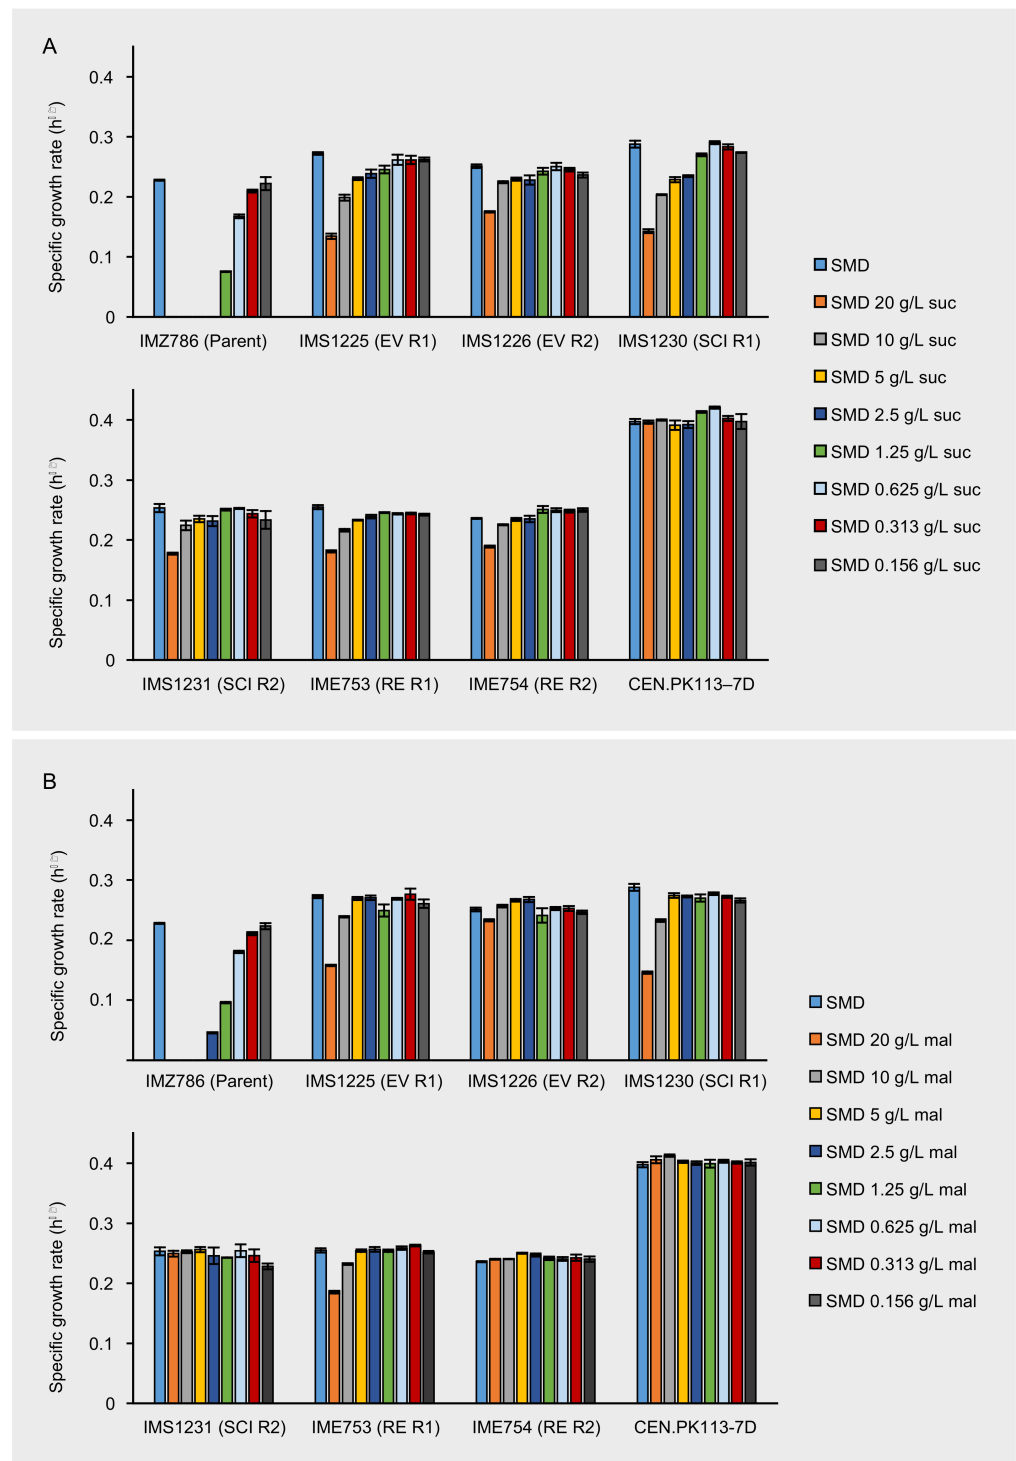 A
Specific growth rate (h
0.4
0.3
0.2
0.1
0
IMZ786 (Parent) IMS1225 (EV R1) IMS1226 (EV R2) IMS1230 (SCI R1)
Specific growth rate (h
0.4
0.3
0.2
0.1
0
IMS1231 (SCI R2) IME753 (RE R1) IME754 (RE R2) CEN.PK113–7D
SMD
SMD 20 g/L suc
SMD 10 g/L suc
SMD 5 g/L suc
SMD 2.5 g/L suc
SMD 1.25 g/L suc
SMD 0.625 g/L suc
SMD 0.313 g/L suc
SMD 0.156 g/L suc
B
Specific growth rate (h
0.4
0.3
0.2
0.1
IMZ786 (Parent) IMS1225 (EV R1) IMS1226 (EV R2) IMS1230 (SCI R1)
Specific growth rate (h
0.4
0.3
0.2
0.1
0
IMS1231 (SCI R2) IME753 (RE R1) IME754 (RE R2) CEN.PK113-7D
SMD
SMD 20 g/L mal
SMD 10 g/L mal
SMD 5 g/L mal
SMD 2.5 g/L mal
SMD 1.25 g/L mal
SMD 0.625 g/L mal
SMD 0.313 g/L mal
SMD 0.156 g/L mal